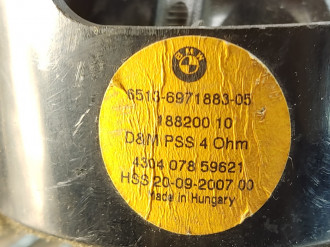 BMW
6513-6971883-05
188200 10
D&M PSS 4 Ohm
4304 078 59621
HSS 20-09-2007 00
Made in Hungary